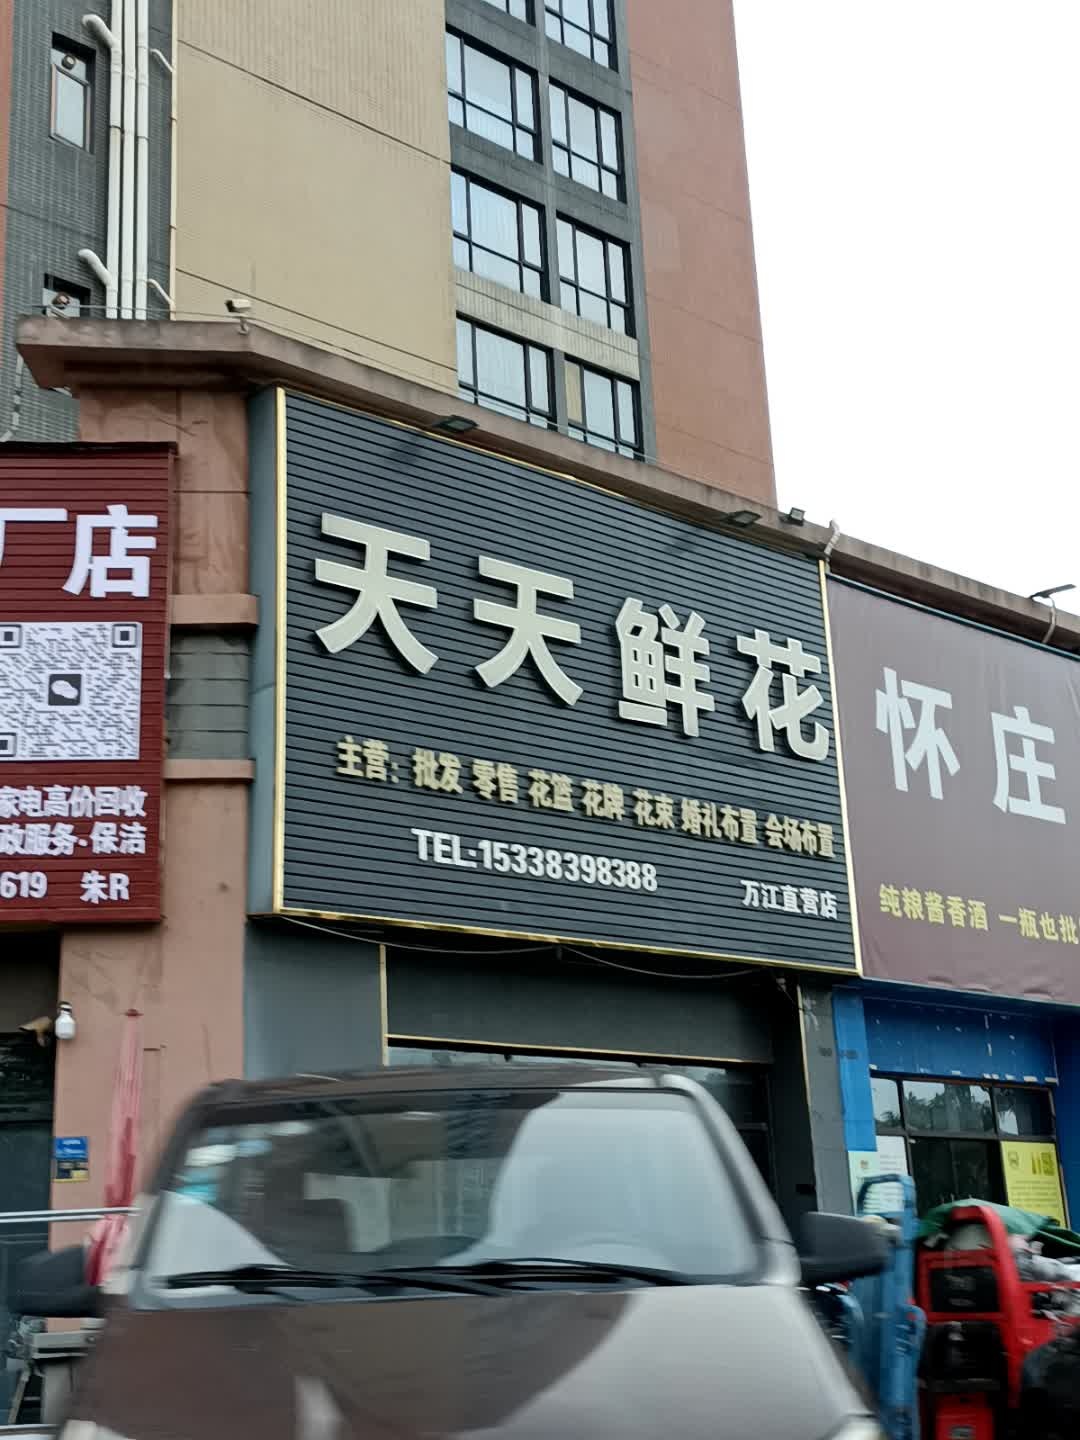 厂店
家电高价回收
政服务·保洁
619 朱R
天天鲜花
主营：批发 零售 花篮 花牌 花束 婚礼布置 会场布置
TEL:15338398388
万江直营店
怀庄
纯粮酱香酒 一瓶也批